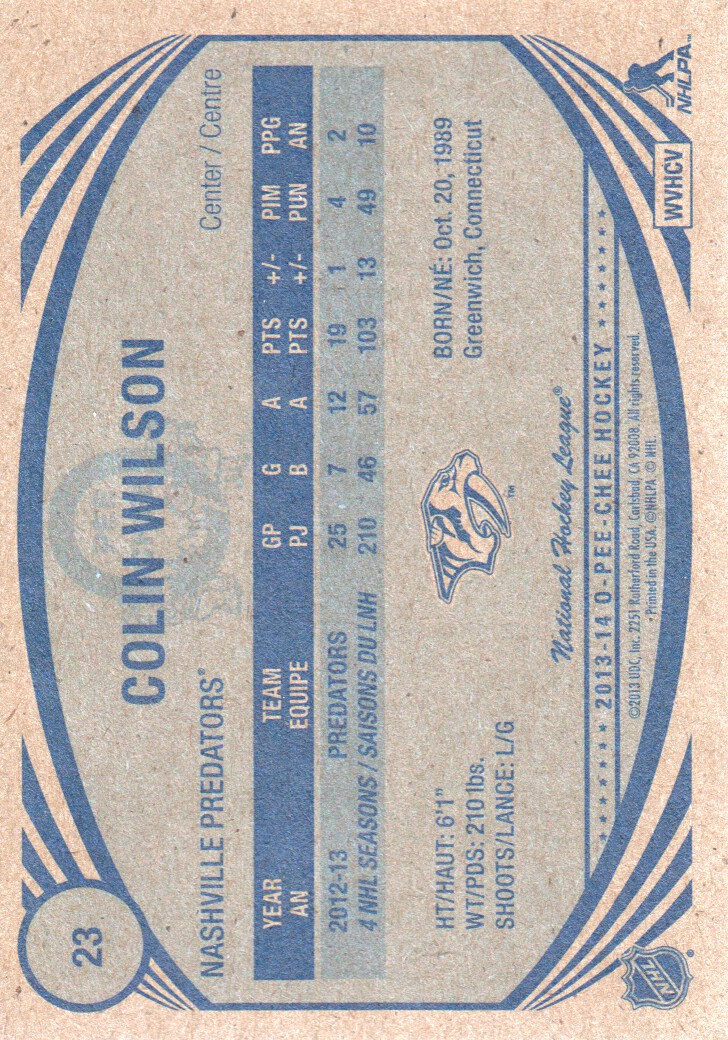 23
COLIN WILSON
NASHVILLE PREDATORS® Center / Centre
YEAR TEAM GP G A PTS +/- PIM PPG
AN ÉQUIPE PJ B A PTS +/- PUN AN
2012-13 PREDATORS 25 7 12 19 1 4 2
4 NHL SEASONS / SAISONS DU LNH 210 46 57 103 13 49 10
HT/HAUT: 6'1"
WT/PDS: 210 lbs.
SHOOTS/LANCE: L/G
BORN/NÉ: Oct. 20, 1989
Greenwich, Connecticut
™
National Hockey League®
2013-14 O-PEE-CHEE HOCKEY
©2013 UDC, Inc. 2251 Rutherford Road, Carlsbad, CA 92008. All rights reserved.
• Printed in the USA. ©NHLPA. © NHL.
NHL®
WVHCV
NHLPA™